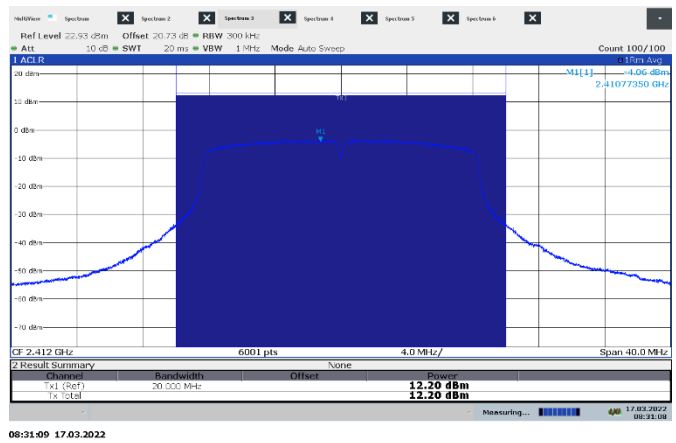 MultiView Spectrum Spectrum 2 Spectrum 3 Spectrum 4 Spectrum 5 Spectrum 6
Ref Level 22.93 dBm Offset 20.73 dB RBW 300 kHz
Att 10 dB SWT 20 ms VBW 1 MHz Mode Auto Sweep Count 100/100
1 ACLR 1Rm Avg
20 dBm M1[1] -4.06 dBm
2.41077350 GHz
10 dBm TX1
0 dBm M1
-10 dBm
-20 dBm
-30 dBm
-40 dBm
-50 dBm
-60 dBm
-70 dBm
CF 2.412 GHz 6001 pts 4.0 MHz/ Span 40.0 MHz
2 Result Summary None
Channel Bandwidth Offset Power
Tx1 (Ref) 20.000 MHz 12.20 dBm
Tx Total 12.20 dBm
Measuring... 17.03.2022
08:31:08
08:31:09 17.03.2022